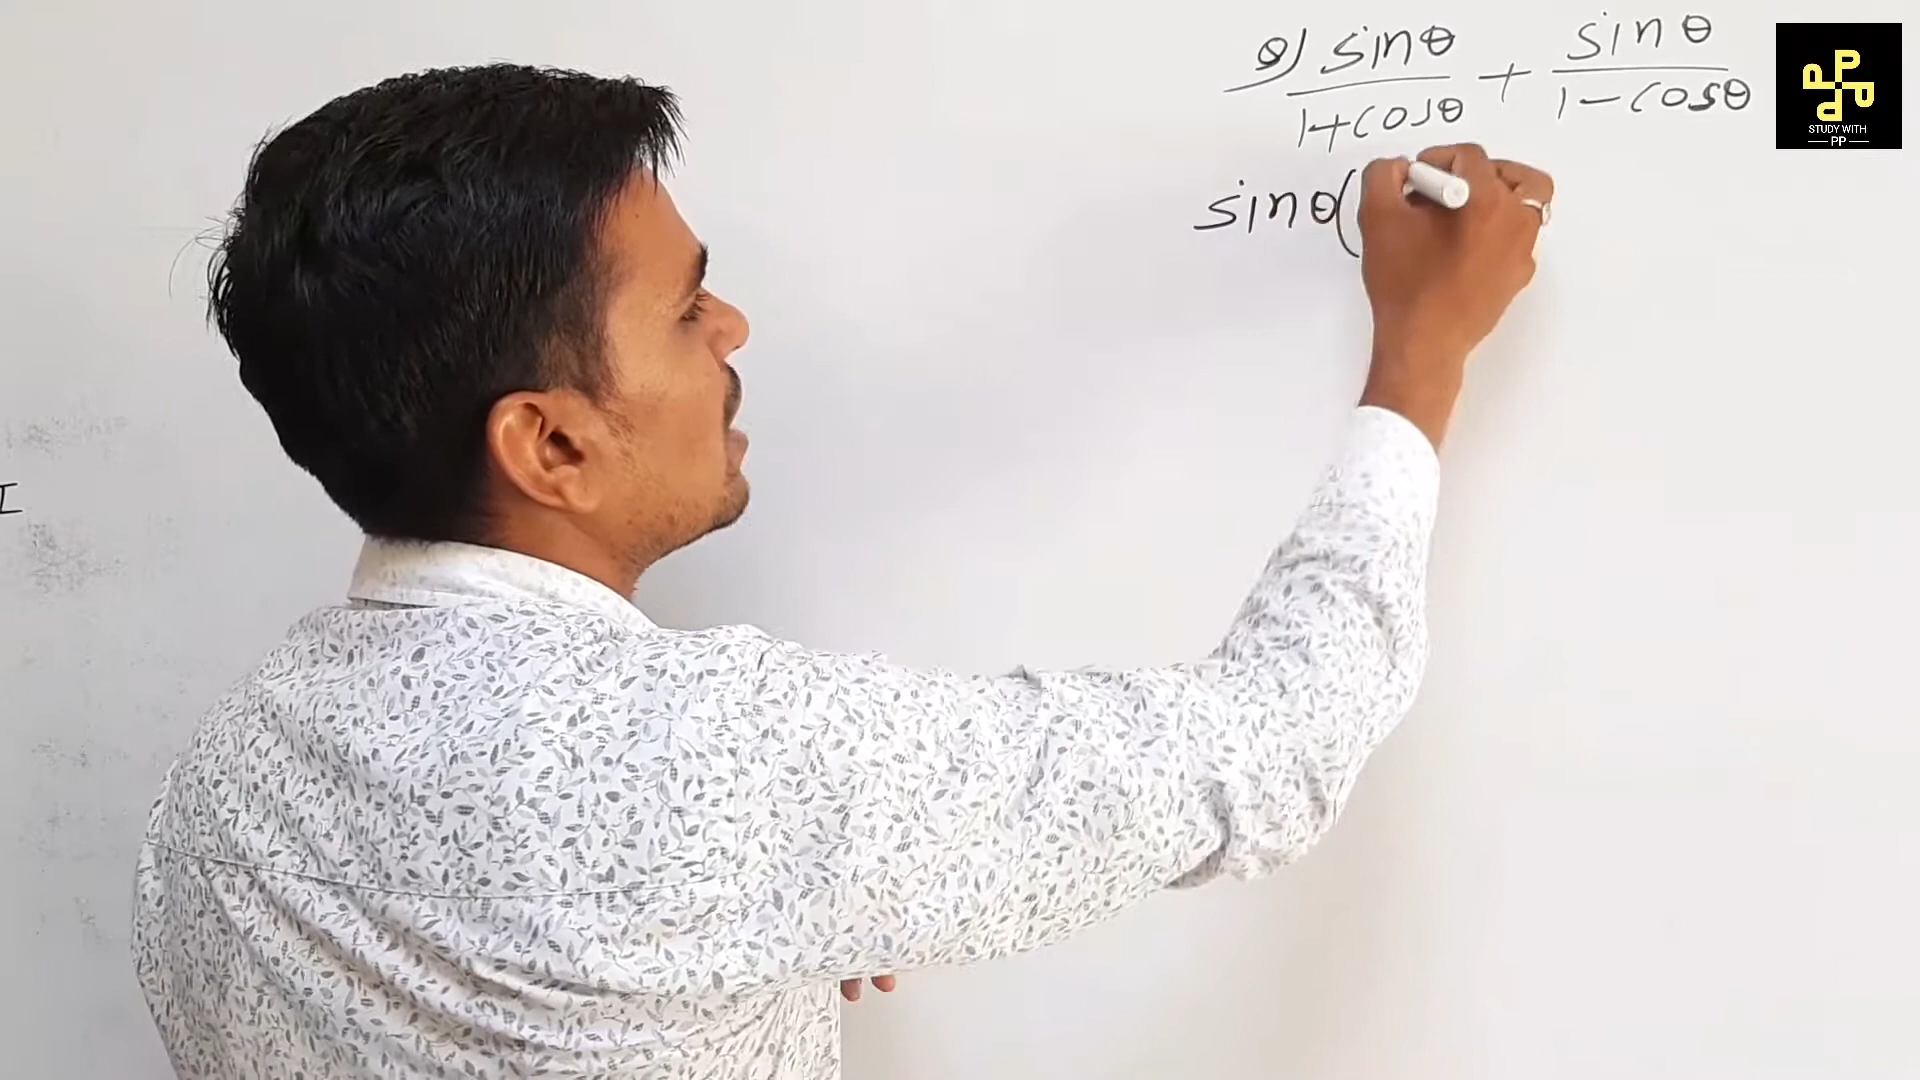 Q) sinθ/1+cosθ + sinθ/1-cosθ
sinθ(
I
STUDY WITH
PP